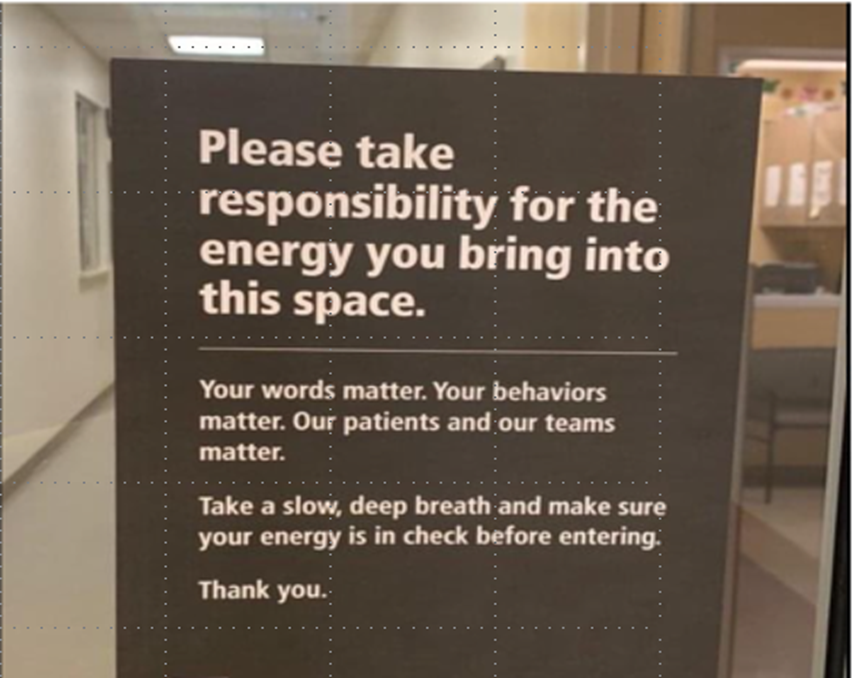 Please take
responsibility for the
energy you bring into
this space.
Your words matter. Your behaviors
matter. Our patients and our teams
matter.
Take a slow, deep breath and make sure
your energy is in check before entering.
Thank you.